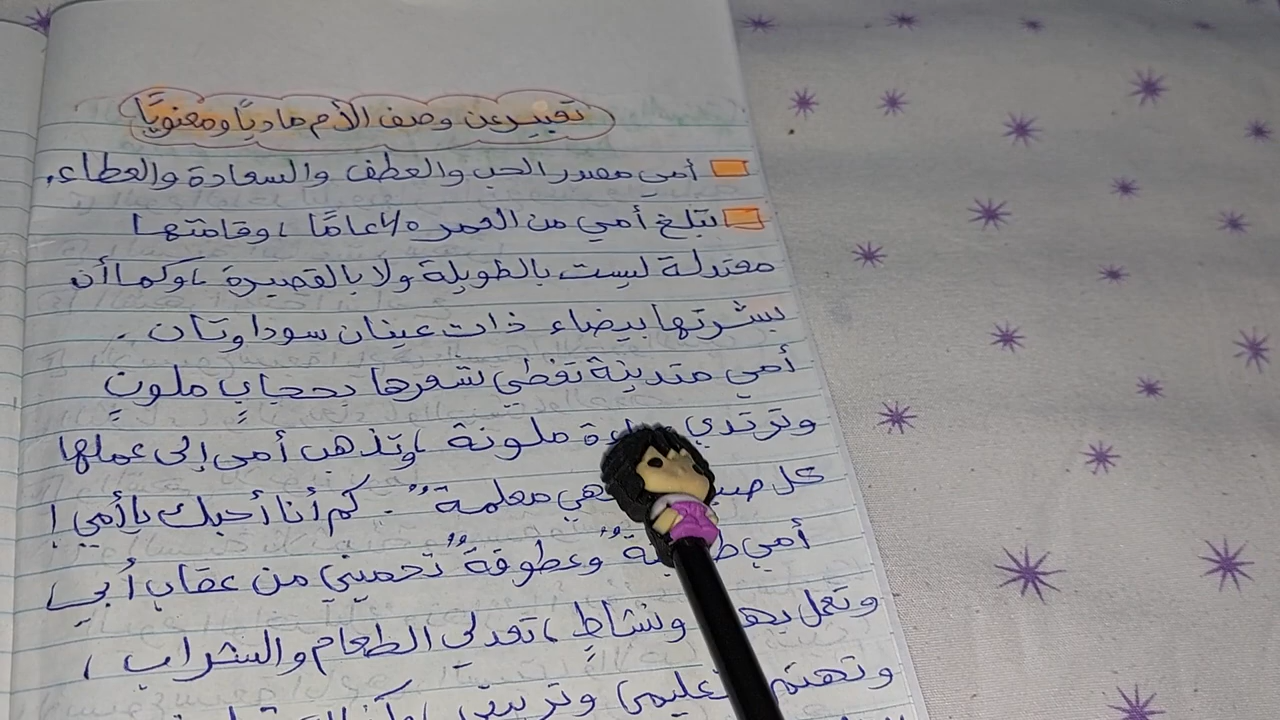 تعبير عن وصف الأم ماديًا ومعنويًا
أمي مصدر الحب والعطف والسعادة والعطاء.
تبلغ أمي من العمر عامًا ، وقامتها
معتدلة ليست بالطويلة ولا بالقصيرة ، وكما أن
بشرتها بيضاء ذات عينان سوداوتان .
أمي متدينة تغطي شعرها بحجابٍ ملونٍ
وترتدي ملونة ، وتذهب أمي إلى عملها
كل فهي معلمة" . كم أنا أحبك يا أمي !
أمي وعطوفة" تحميني من عقاب أبي
وتعمل ونشاطٍ ، تعد لي الطعام والشراب ،
وتهتم